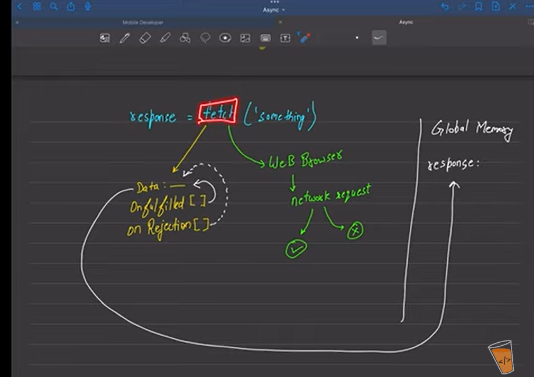 Async
Mobile Developer
Async
response = fetch ('something')
Global Memory
response:
Web Browser
network request
Data: —
Onfulfilled [ ]
on Rejection [ ]